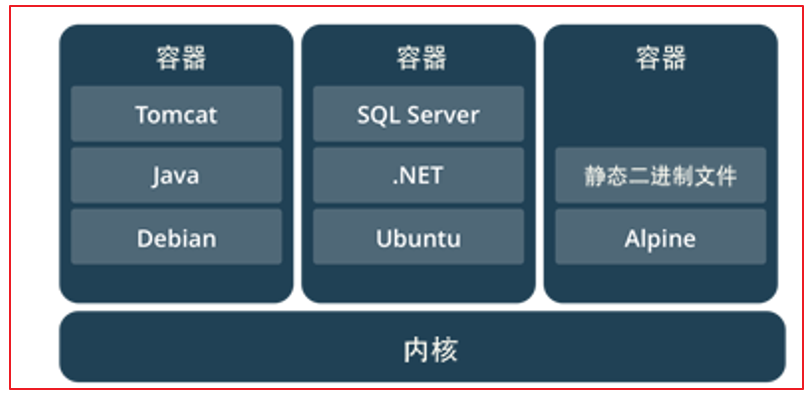 容器
Tomcat
Java
Debian
容器
SQL Server
.NET
Ubuntu
容器
静态二进制文件
Alpine
内核